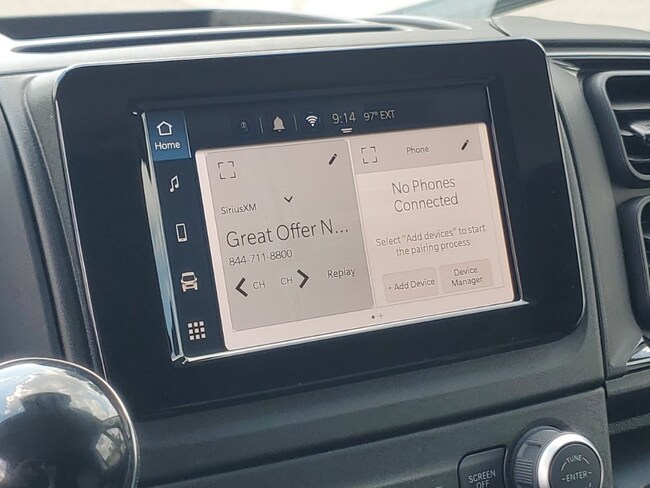 9:14 97° EXT
Home
SiriusXM
Great Offer N...
844-711-8800
CH CH Replay
Phone
No Phones
Connected
Select "Add devices" to start
the pairing process
+ Add Device
Device
Manager
SCREEN
OFF
TUNE
ENTER